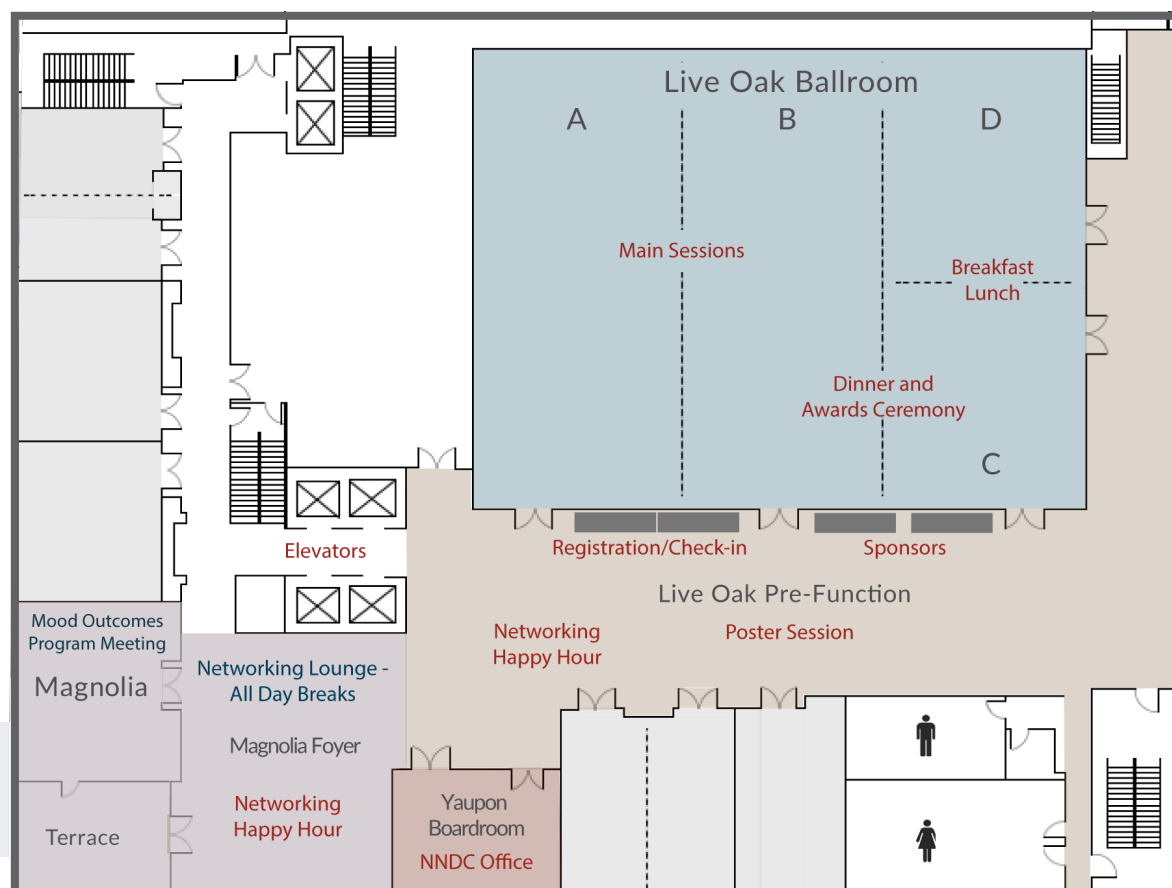 Live Oak Ballroom
A
B
D
Main Sessions
Breakfast
Lunch
Dinner and
Awards Ceremony
C
Elevators
Registration/Check-in
Sponsors
Live Oak Pre-Function
Mood Outcomes
Program Meeting
Networking
Happy Hour
Poster Session
Magnolia
Networking Lounge -
All Day Breaks
Magnolia Foyer
Networking
Happy Hour
Terrace
Yaupon
Boardroom
NNDC Office